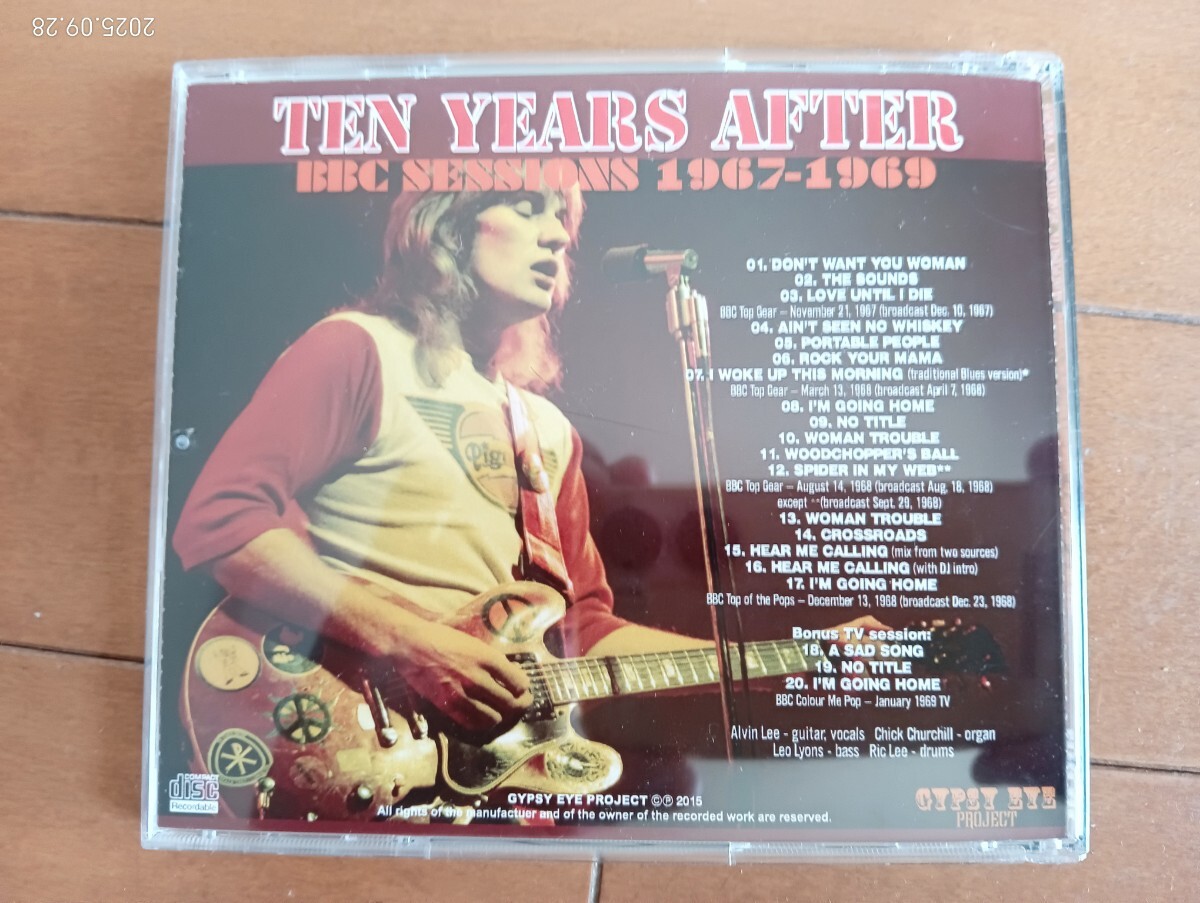 2025.09.28
TEN YEARS AFTER
BBC SESSIONS 1967-1969
01. DON'T WANT YOU WOMAN
02. THE SOUNDS
03. LOVE UNTIL I DIE
BBC Top Gear – November 21, 1967 (broadcast Dec. 10, 1967)
04. AIN'T SEEN NO WHISKEY
05. PORTABLE PEOPLE
06. ROCK YOUR MAMA
07. I WOKE UP THIS MORNING (traditional Blues version)*
BBC Top Gear – March 13, 1968 (broadcast April 7, 1968)
08. I'M GOING HOME
09. NO TITLE
10. WOMAN TROUBLE
11. WOODCHOPPER'S BALL
12. SPIDER IN MY WEB**
BBC Top Gear – August 14, 1968 (broadcast Aug. 18, 1968)
except **(broadcast Sept. 29, 1968)
13. WOMAN TROUBLE
14. CROSSROADS
15. HEAR ME CALLING (mix from two sources)
16. HEAR ME CALLING (with DJ intro)
17. I'M GOING HOME
BBC Top of the Pops – December 13, 1968 (broadcast Dec. 23, 1968)
Bonus TV session:
18. A SAD SONG
19. NO TITLE
20. I'M GOING HOME
BBC Colour Me Pop – January 1969 TV
Alvin Lee - guitar, vocals Chick Churchill - organ
Leo Lyons - bass Ric Lee - drums
COMPACT
disc
Recordable
GYPSY EYE PROJECT ©℗ 2015
All rights of the manufactuer and of the owner of the recorded work are reserved.
GYPSY EYE
PROJECT